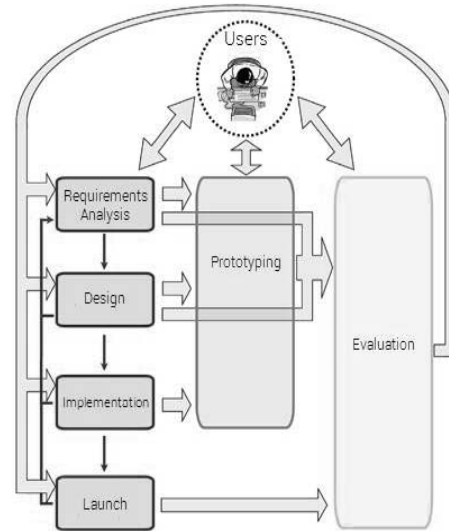 Users
Requirements
Analysis
Prototyping
Design
Evaluation
Implementation
Launch